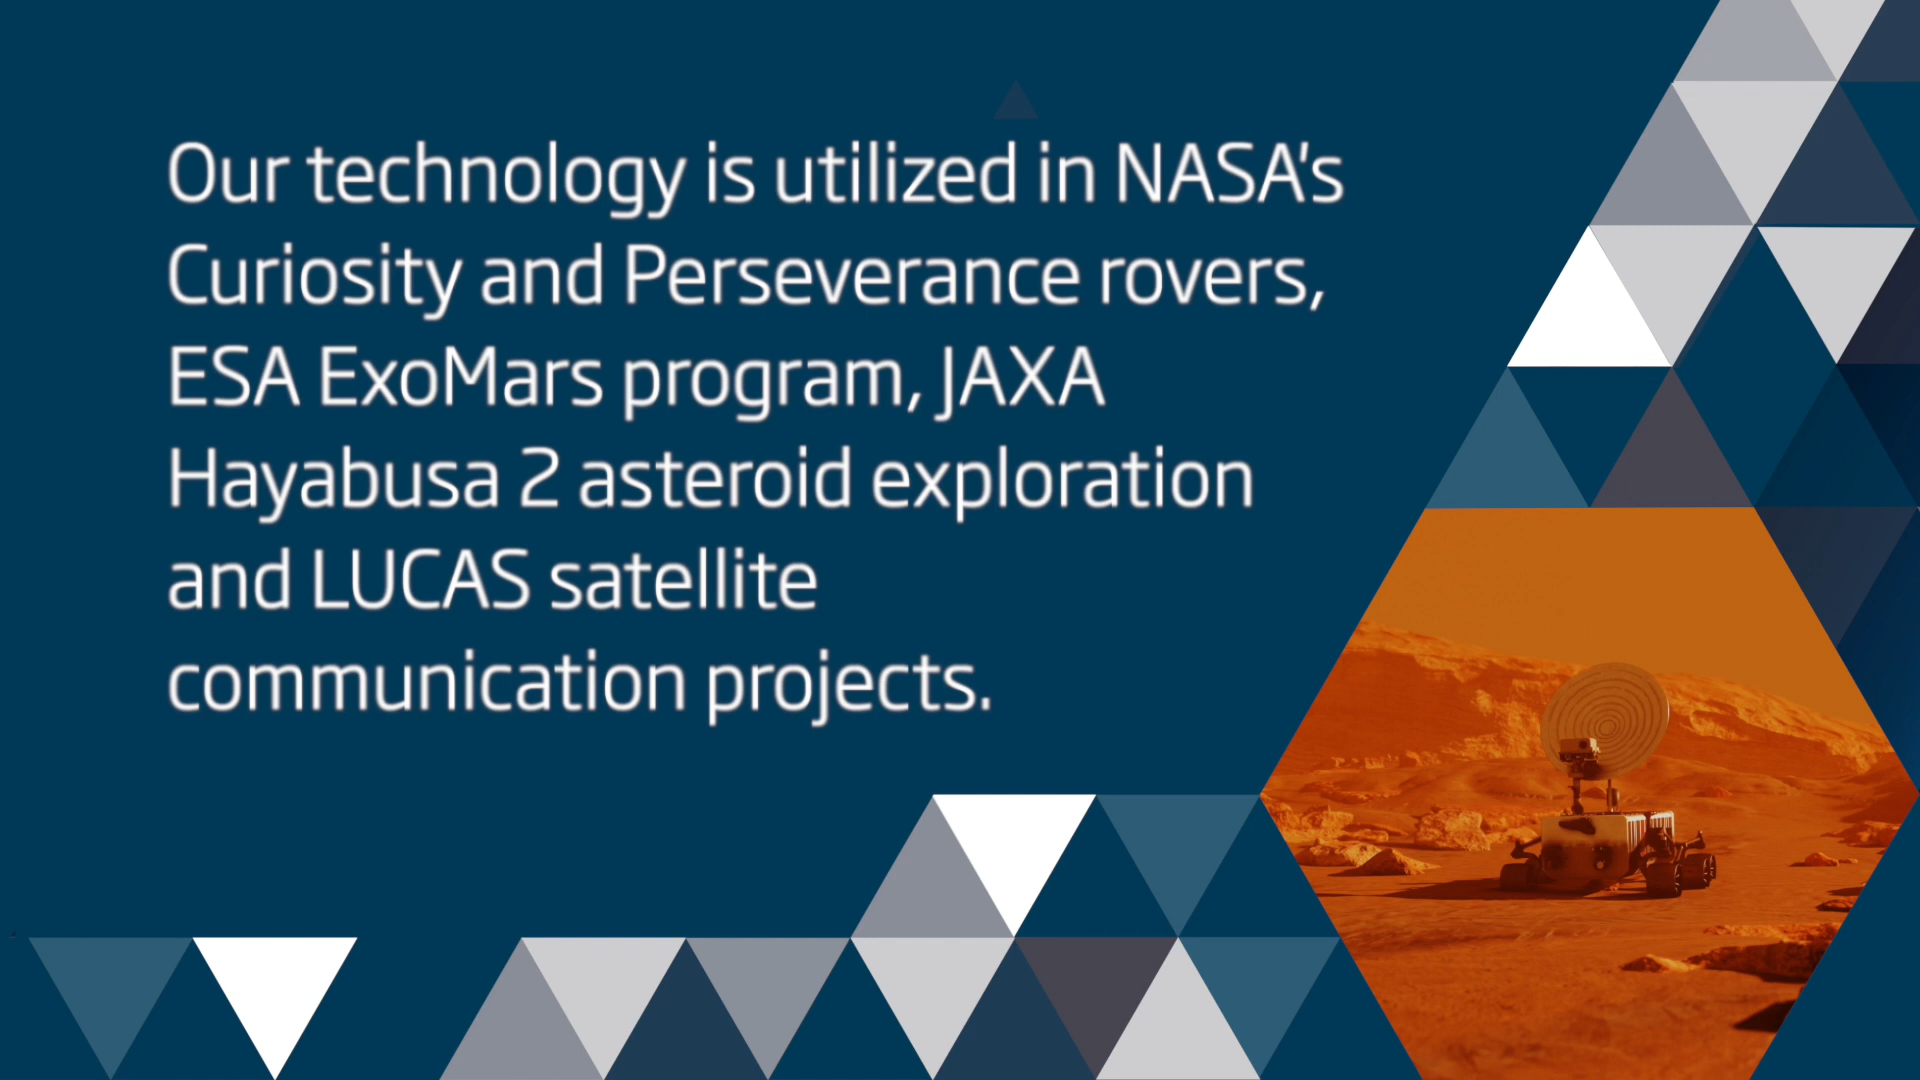 Our technology is utilized in NASA's
Curiosity and Perseverance rovers,
ESA ExoMars program, JAXA
Hayabusa 2 asteroid exploration
and LUCAS satellite
communication projects.